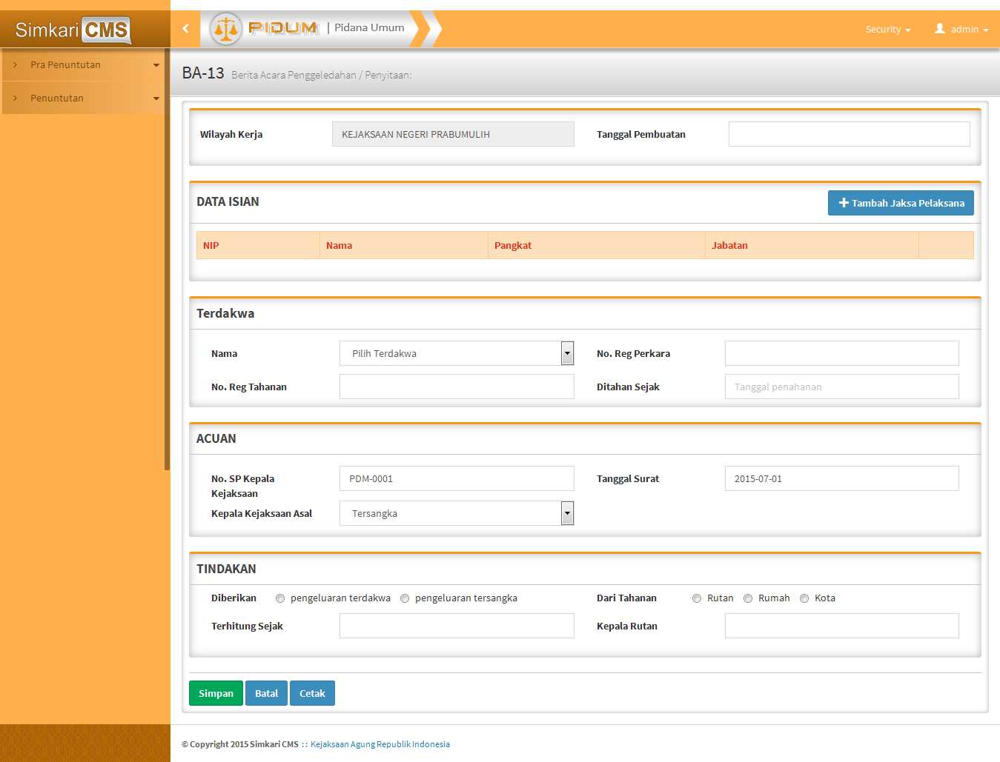 Simkari CMS
PIDUM | Pidana Umum
Security
admin
Pra Penuntutan
Penuntutan
BA-13 Berita Acara Penggeledahan / Penyitaan:
Wilayah Kerja KEJAKSAAN NEGERI PRABUMULIH Tanggal Pembuatan
DATA ISIAN Tambah Jaksa Pelaksana
NIP Nama Pangkat Jabatan
Terdakwa
Nama Pilih Terdakwa No. Reg Perkara
No. Reg Tahanan Ditahan Sejak Tanggal penahanan
ACUAN
No. SP Kepala
Kejaksaan
PDM-0001 Tanggal Surat 2015-07-01
Kepala Kejaksaan Asal Tersangka
TINDAKAN
Diberikan pengeluaran terdakwa pengeluaran tersangka Dari Tahanan Rutan Rumah Kota
Terhitung Sejak Kepala Rutan
Simpan Batal Cetak
© Copyright 2015 Simkari CMS :: Kejaksaan Agung Republik Indonesia